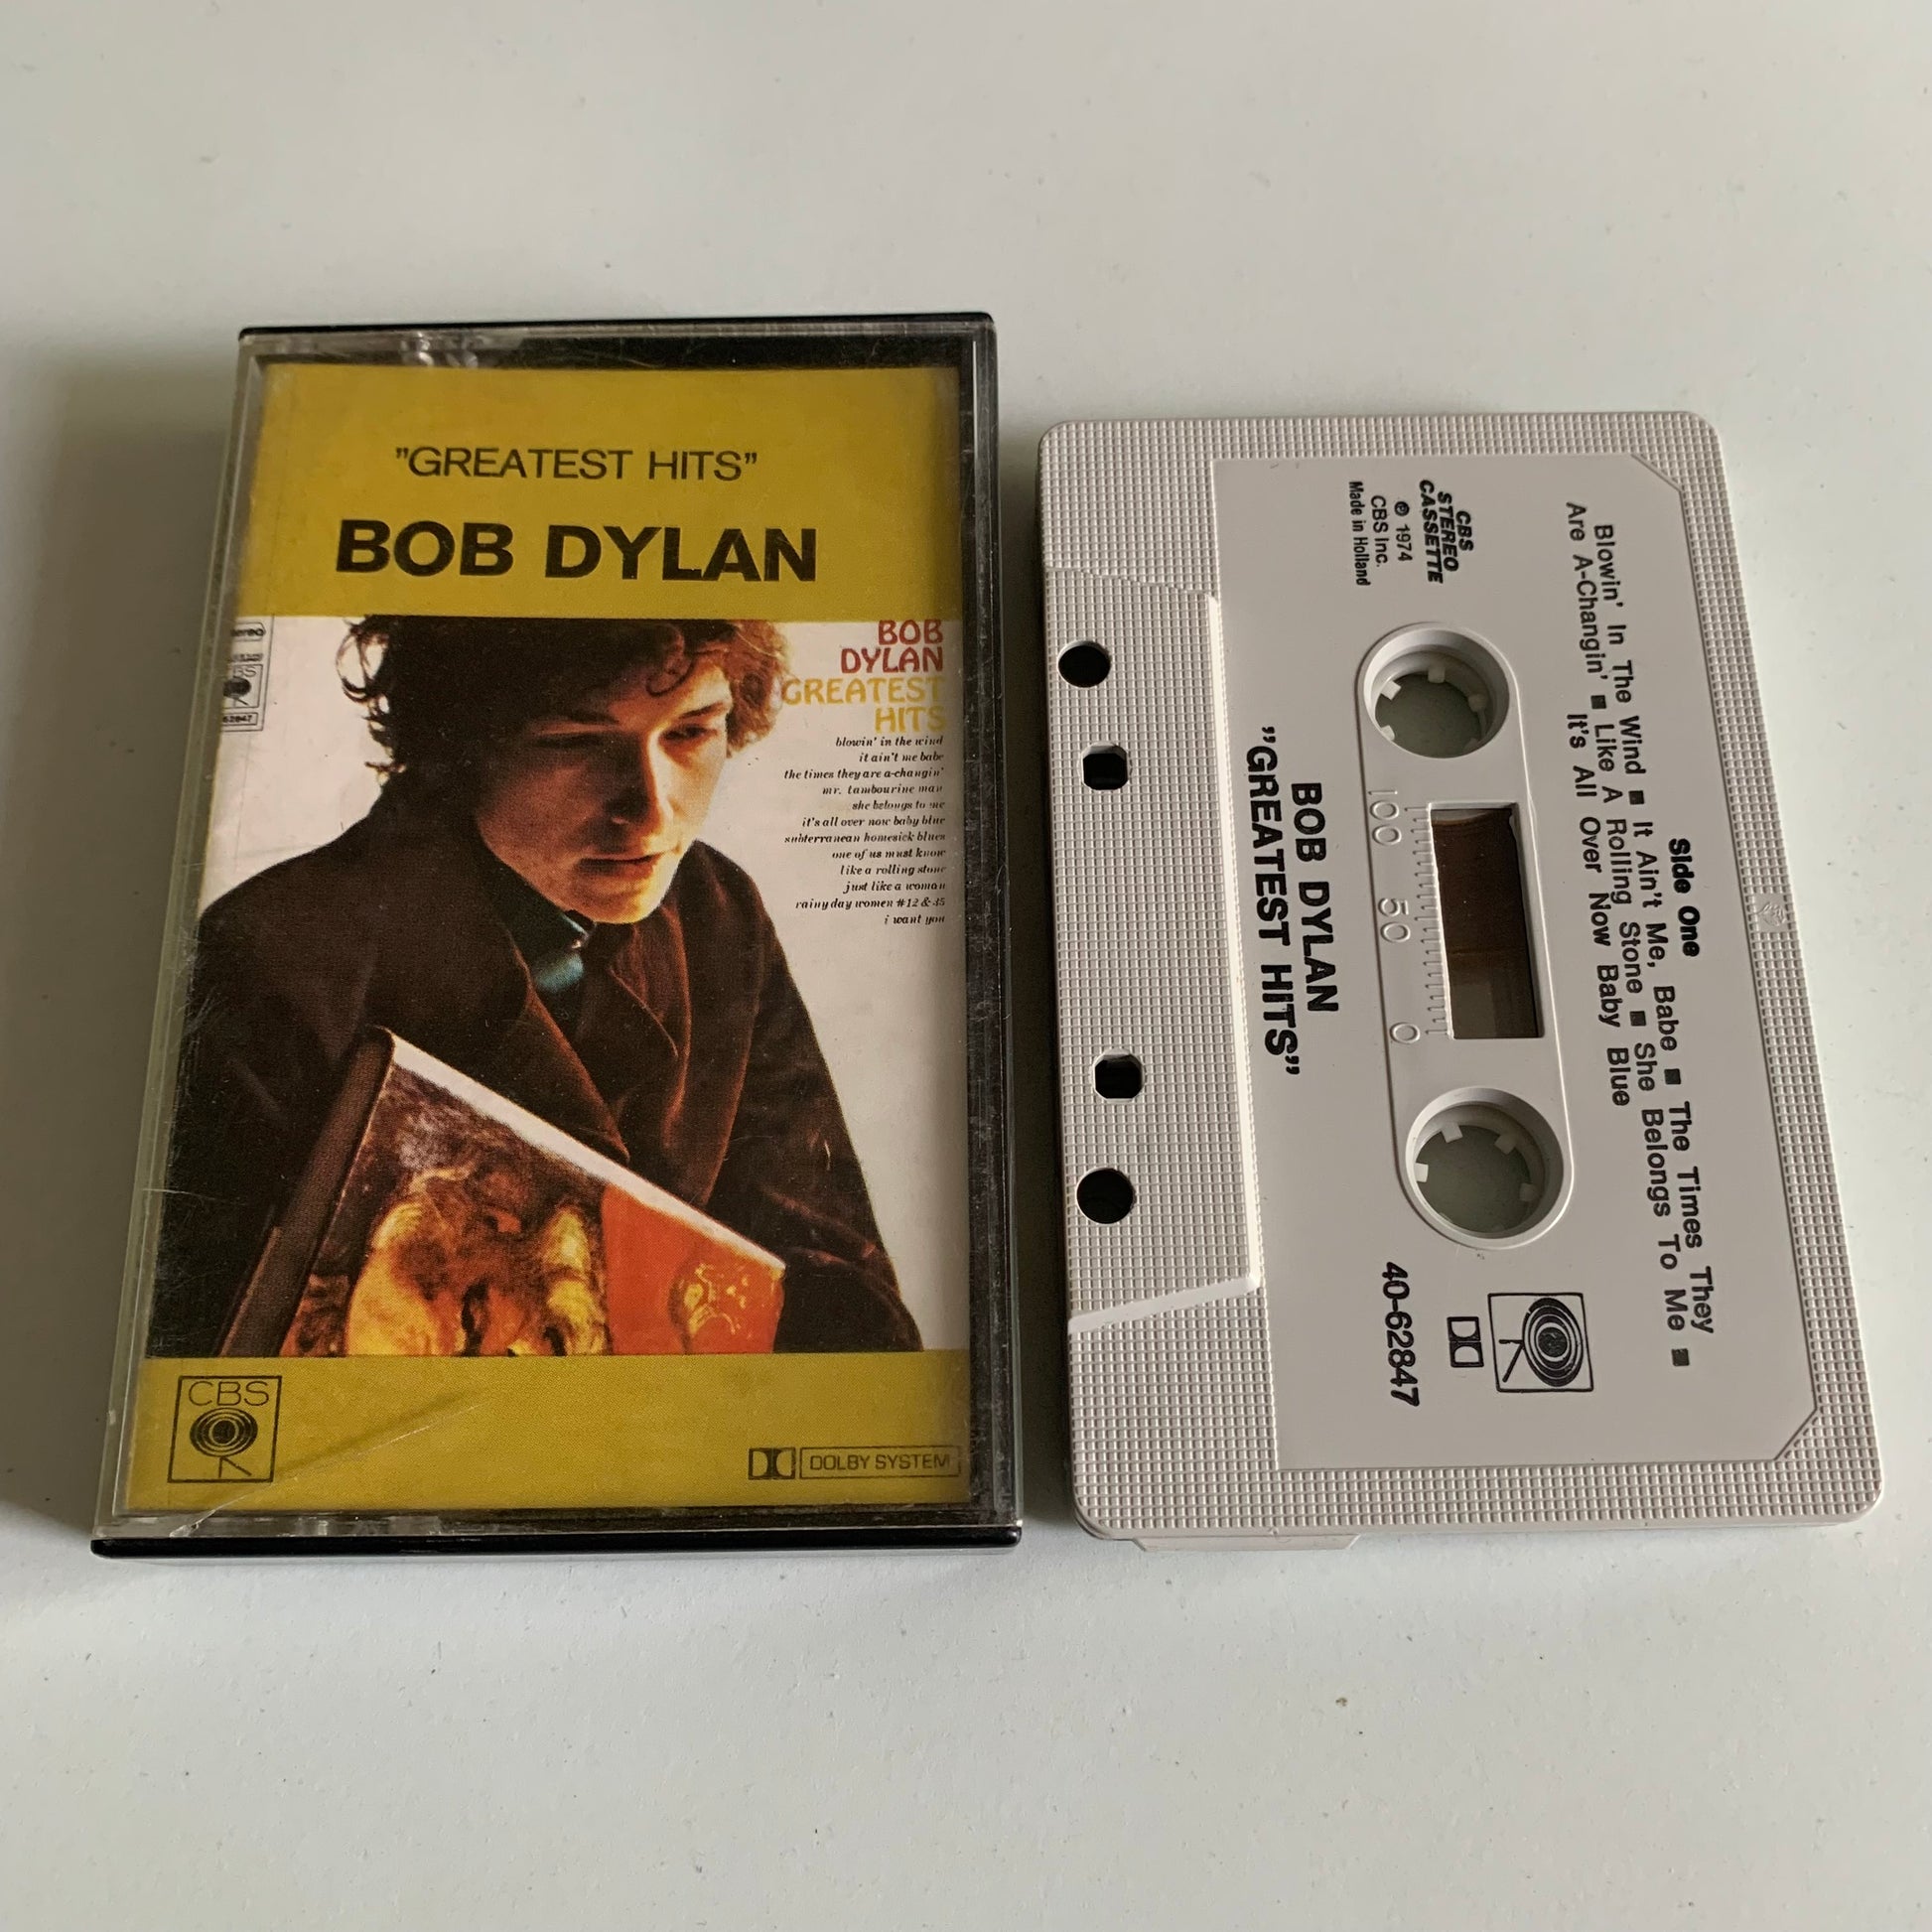 "GREATEST HITS"
BOB DYLAN
stereo
CBS
62847
BOB
DYLAN
GREATEST
HITS
blowin' in the wind
it ain't me babe
the times they are a-changin'
mr. tambourine man
she belongs to me
it's all over now baby blue
subterranean homesick blues
one of us must know
like a rolling stone
just like a woman
rainy day women #12 & 35
i want you
CBS
DOLBY SYSTEM
Side One
Blowin' In The Wind ■ It Ain't Me, Babe ■ The Times They
Are A-Changin' ■ Like A Rolling Stone ■ She Belongs To Me ■
It's All Over Now Baby Blue
CBS
STEREO
CASSETTE
℗ 1974
CBS Inc.
Made in Holland
100 50 0
40-62847
BOB DYLAN
"GREATEST HITS"